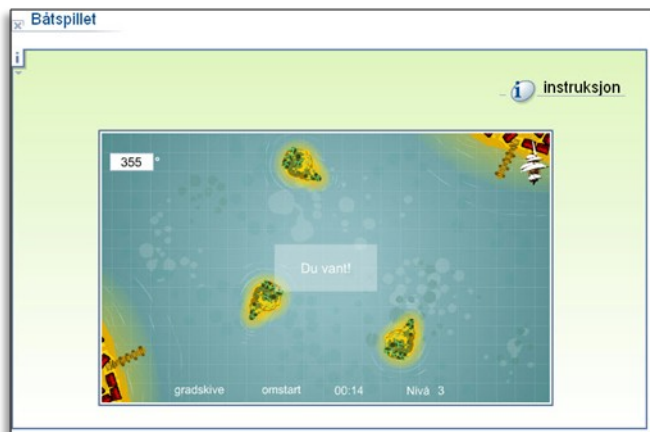 Båtspillet
i
i instruksjon
355 °
Du vant!
gradskive omstart 00:14 Nivå 3